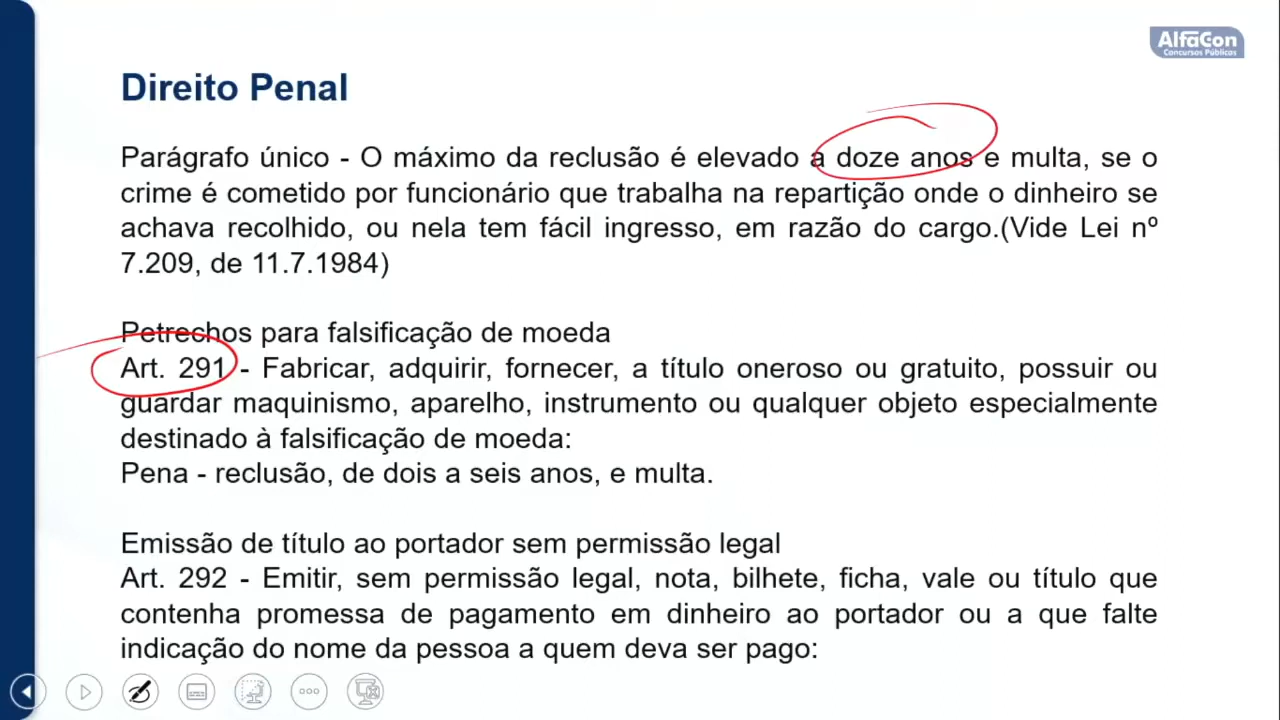 AlfaCon
Concursos Públicos
Direito Penal
Parágrafo único - O máximo da reclusão é elevado a doze anos e multa, se o
crime é cometido por funcionário que trabalha na repartição onde o dinheiro se
achava recolhido, ou nela tem fácil ingresso, em razão do cargo.(Vide Lei nº
7.209, de 11.7.1984)
Petrechos para falsificação de moeda
Art. 291 - Fabricar, adquirir, fornecer, a título oneroso ou gratuito, possuir ou
guardar maquinismo, aparelho, instrumento ou qualquer objeto especialmente
destinado à falsificação de moeda:
Pena - reclusão, de dois a seis anos, e multa.
Emissão de título ao portador sem permissão legal
Art. 292 - Emitir, sem permissão legal, nota, bilhete, ficha, vale ou título que
contenha promessa de pagamento em dinheiro ao portador ou a que falte
indicação do nome da pessoa a quem deva ser pago: